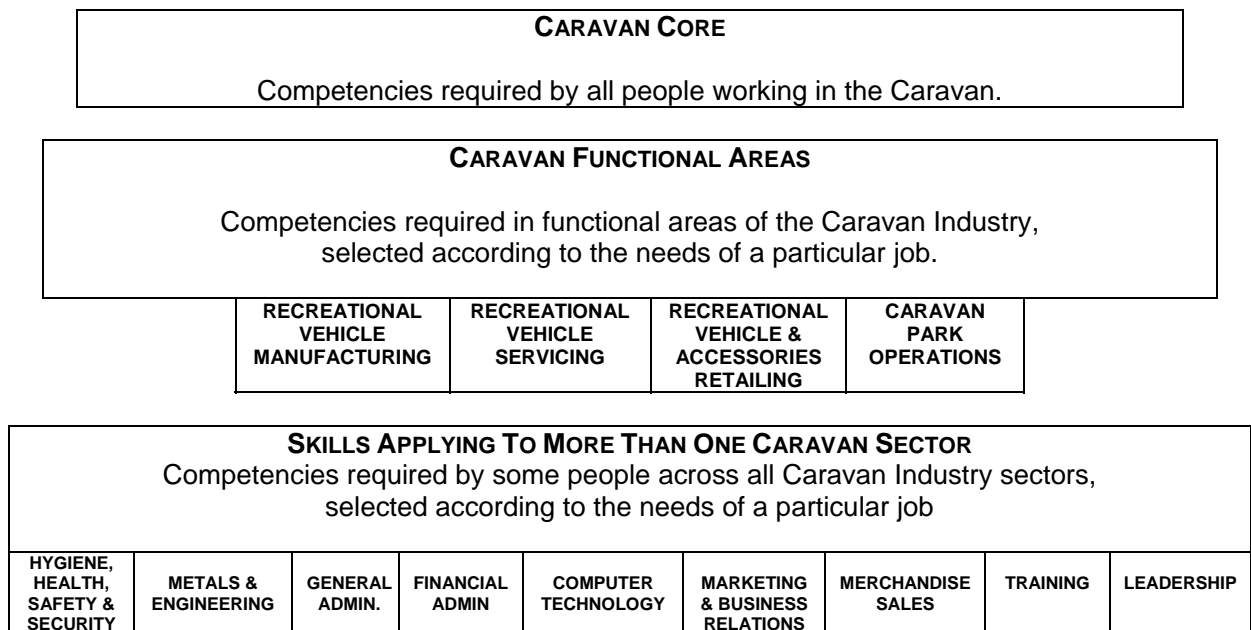 CARAVAN CORE
Competencies required by all people working in the Caravan.
CARAVAN FUNCTIONAL AREAS
Competencies required in functional areas of the Caravan Industry,
selected according to the needs of a particular job.
RECREATIONAL
VEHICLE
MANUFACTURING
RECREATIONAL
VEHICLE
SERVICING
RECREATIONAL
VEHICLE &
ACCESSORIES
RETAILING
CARAVAN
PARK
OPERATIONS
SKILLS APPLYING TO MORE THAN ONE CARAVAN SECTOR
Competencies required by some people across all Caravan Industry sectors,
selected according to the needs of a particular job
HYGIENE,
HEALTH,
SAFETY &
SECURITY
METALS &
ENGINEERING
GENERAL
ADMIN.
FINANCIAL
ADMIN
COMPUTER
TECHNOLOGY
MARKETING
& BUSINESS
RELATIONS
MERCHANDISE
SALES
TRAINING
LEADERSHIP